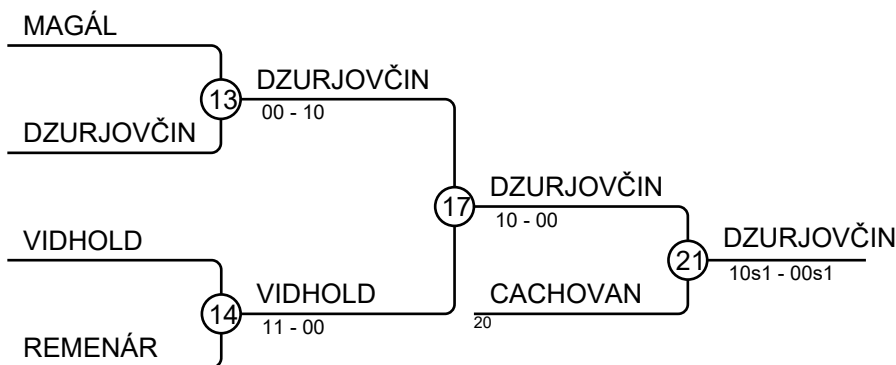 MAGÁL
DZURJOVČIN
13
00 - 10
DZURJOVČIN
DZURJOVČIN
17
10 - 00
VIDHOLD
DZURJOVČIN
21
10s1 - 00s1
VIDHOLD
14
11 - 00
CACHOVAN
20
REMENÁR